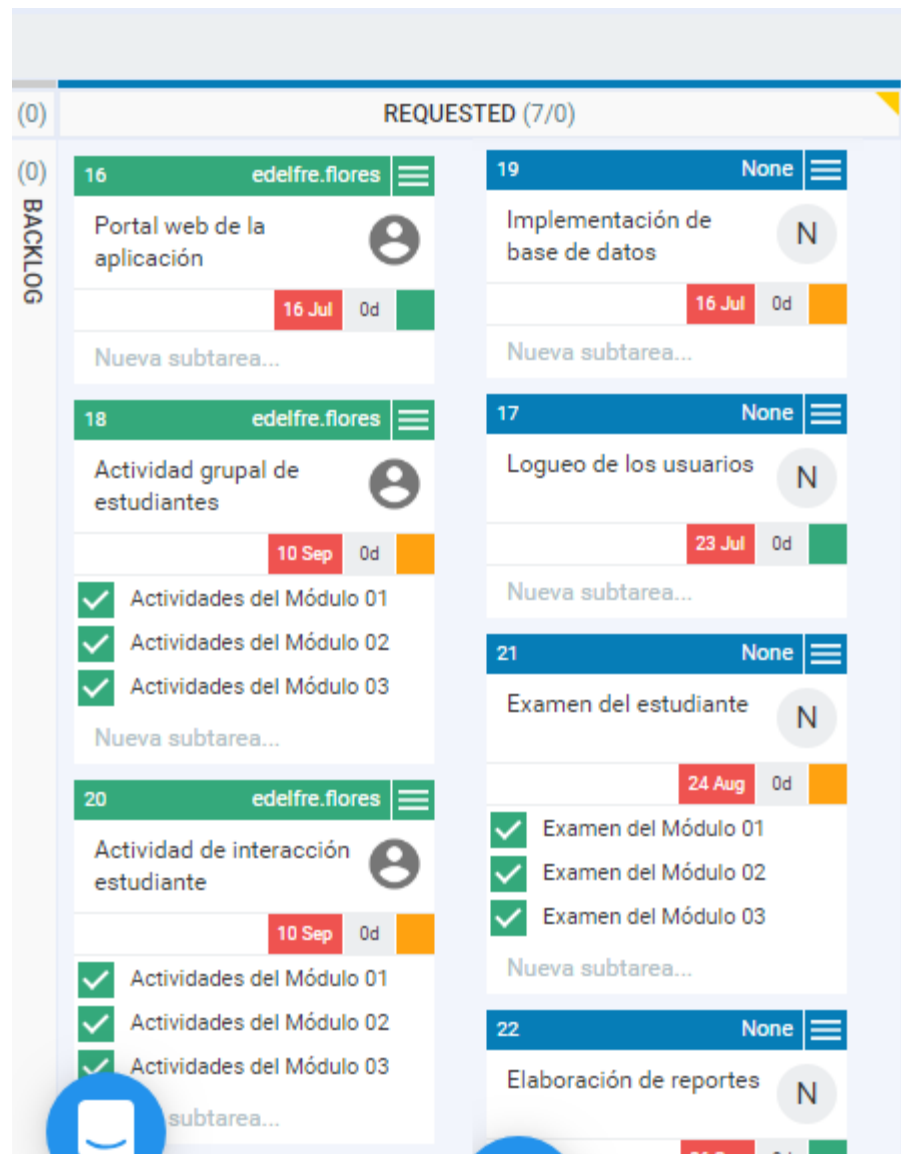 (0)
REQUESTED (7/0)
(0)
BACKLOG
16 edelfre.flores
Portal web de la
aplicación
16 Jul 0d
Nueva subtarea...
18 edelfre.flores
Actividad grupal de
estudiantes
10 Sep 0d
Actividades del Módulo 01
Actividades del Módulo 02
Actividades del Módulo 03
Nueva subtarea...
20 edelfre.flores
Actividad de interacción
estudiante
10 Sep 0d
Actividades del Módulo 01
Actividades del Módulo 02
Actividades del Módulo 03
subtarea...
19 None
Implementación de
base de datos
N
16 Jul 0d
Nueva subtarea...
17 None
Logueo de los usuarios
N
23 Jul 0d
Nueva subtarea...
21 None
Examen del estudiante
N
24 Aug 0d
Examen del Módulo 01
Examen del Módulo 02
Examen del Módulo 03
Nueva subtarea...
22 None
Elaboración de reportes
N